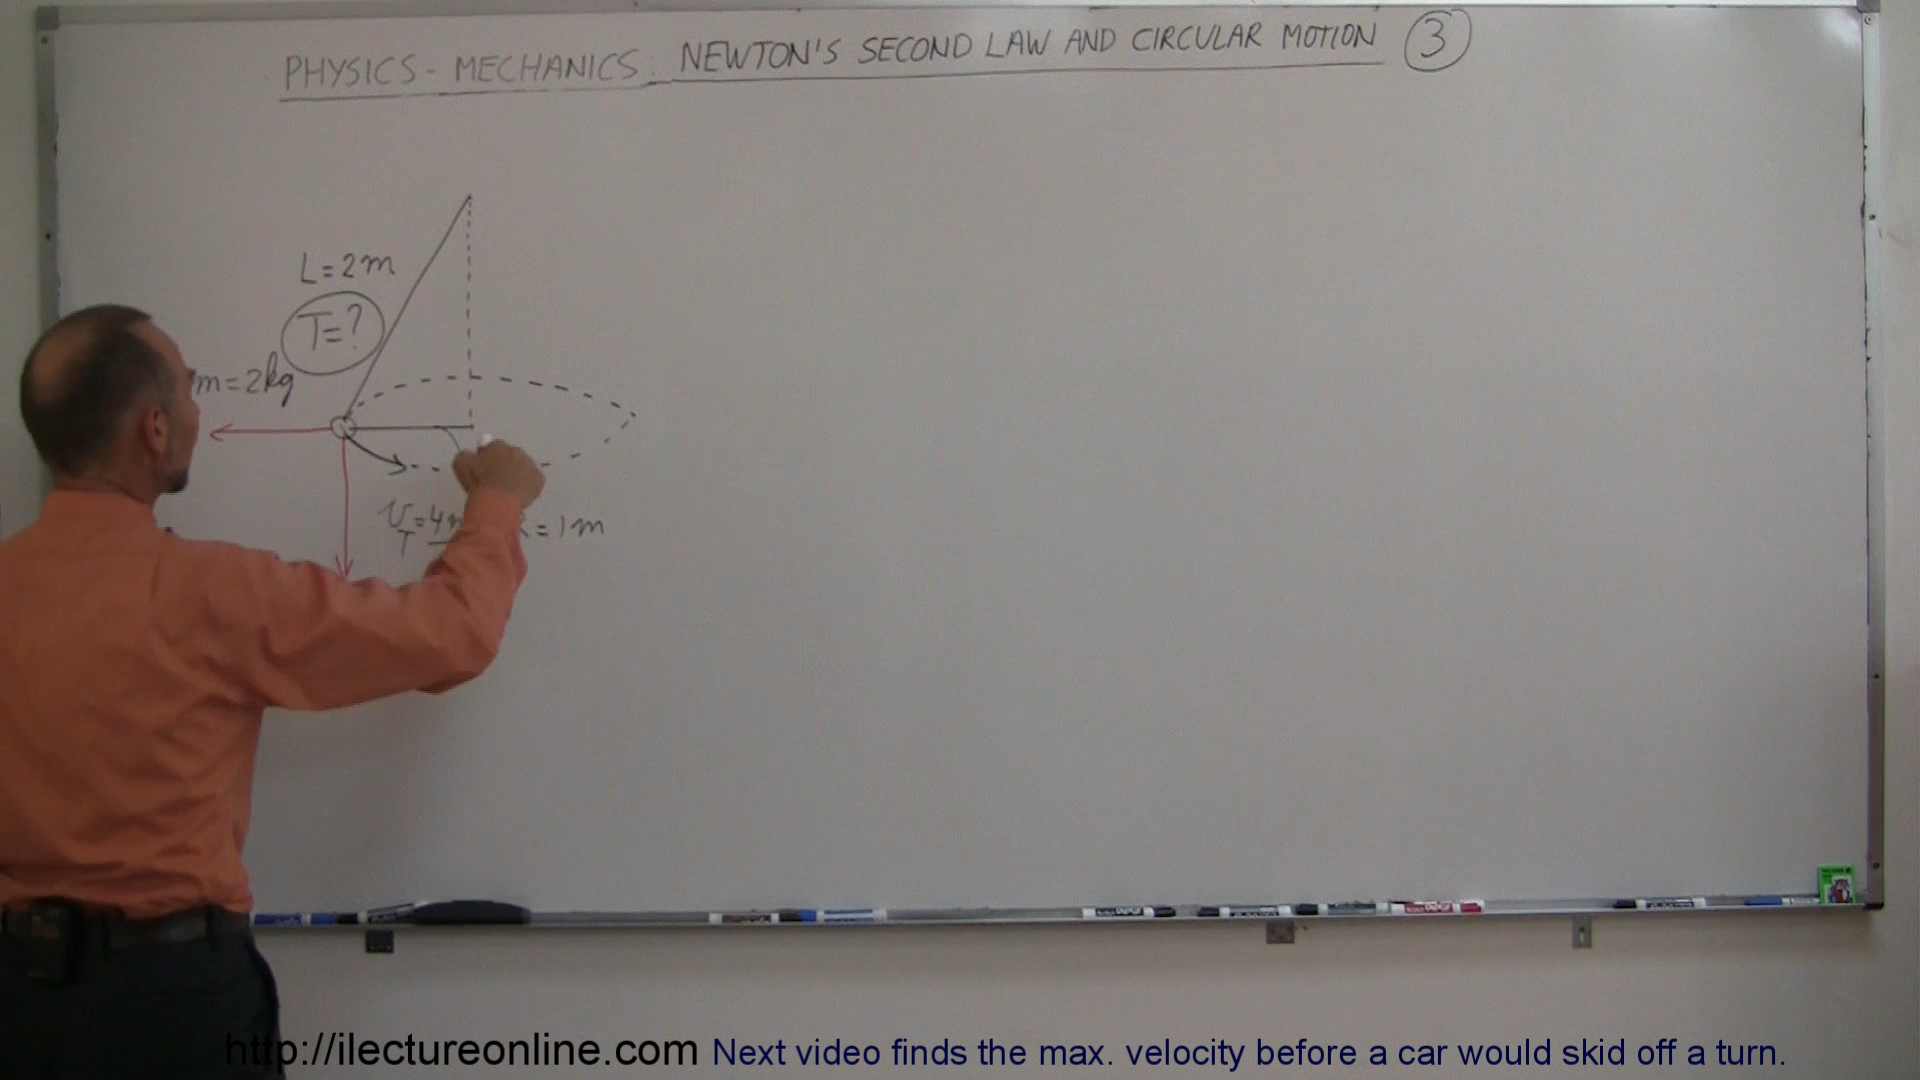 PHYSICS - MECHANICS: NEWTON'S SECOND LAW AND CIRCULAR MOTION 3
L = 2m
T = ?
m = 2kg
V = 4
T
= 1m
http://ilectureonline.com Next video finds the max. velocity before a car would skid off a turn.